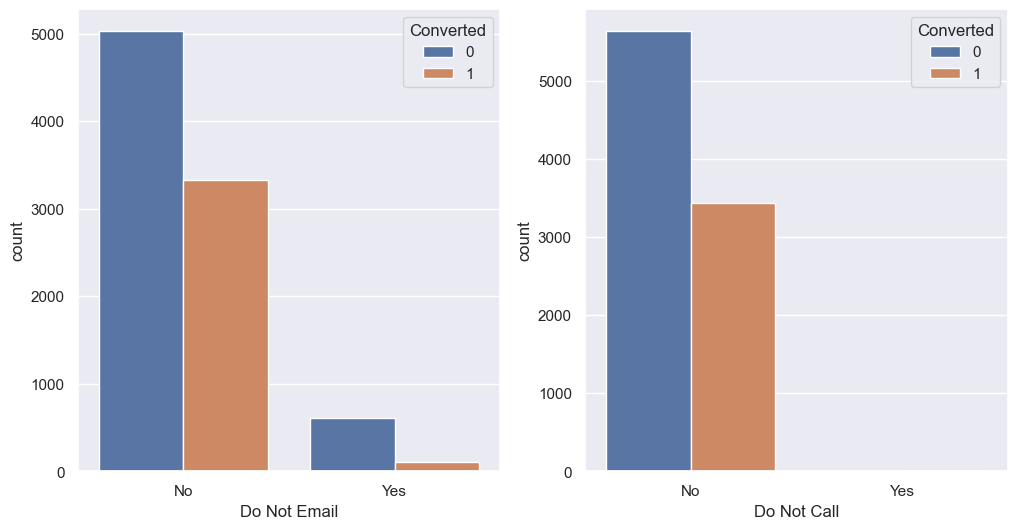 5000
4000
3000
2000
1000
0
count
No
Yes
Do Not Email
Converted
0
1
5000
4000
3000
2000
1000
0
count
No
Yes
Do Not Call
Converted
0
1